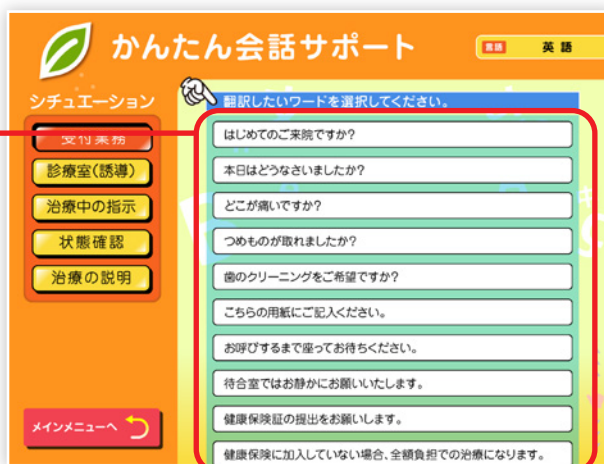 かんたん会話サポート
言語 英語
シチュエーション
翻訳したいワードを選択してください。
受付業務
診療室(誘導)
治療中の指示
状態確認
治療の説明
はじめてのご来院ですか?
本日はどうなさいましたか?
どこが痛いですか?
つめものが取れましたか?
歯のクリーニングをご希望ですか?
こちらの用紙にご記入ください。
お呼びするまで座ってお待ちください。
待合室ではお静かにお願いいたします。
健康保険証の提出をお願いします。
健康保険に加入していない場合、全額負担での治療になります。
メインメニューへ